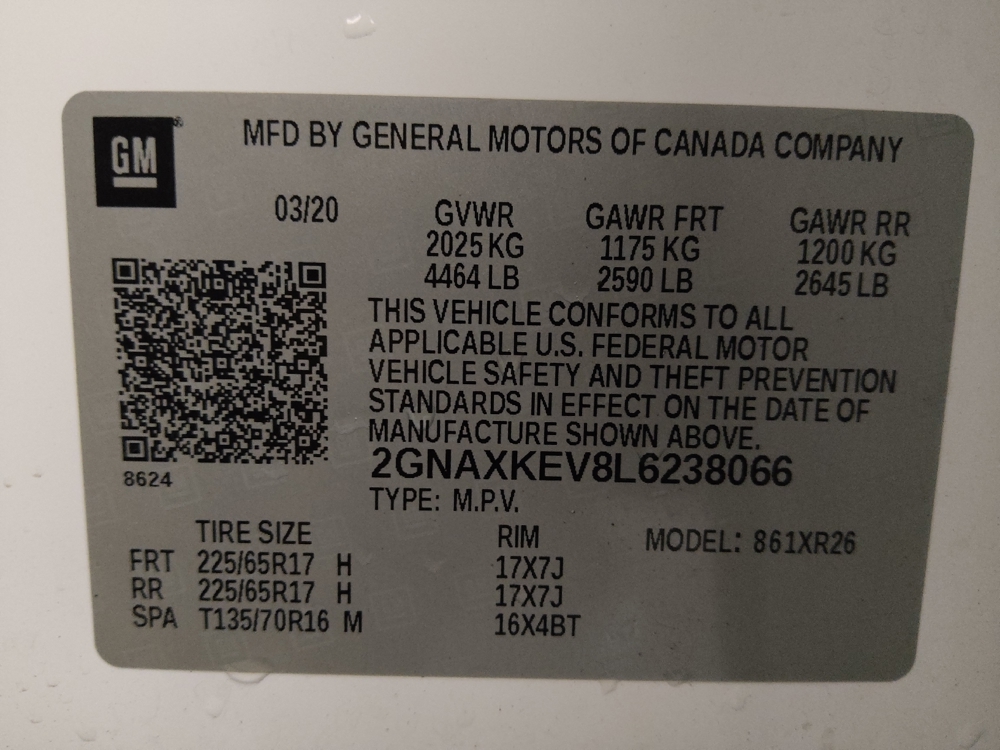 GM
MFD BY GENERAL MOTORS OF CANADA COMPANY
03/20 GVWR GAWR FRT GAWR RR
2025 KG 1175 KG 1200 KG
4464 LB 2590 LB 2645 LB
THIS VEHICLE CONFORMS TO ALL
APPLICABLE U.S. FEDERAL MOTOR
VEHICLE SAFETY AND THEFT PREVENTION
STANDARDS IN EFFECT ON THE DATE OF
MANUFACTURE SHOWN ABOVE.
8624 2GNAXKEV8L6238066
TYPE: M.P.V.
TIRE SIZE RIM MODEL: 861XR26
FRT 225/65R17 H 17X7J
RR 225/65R17 H 17X7J
SPA T135/70R16 M 16X4BT